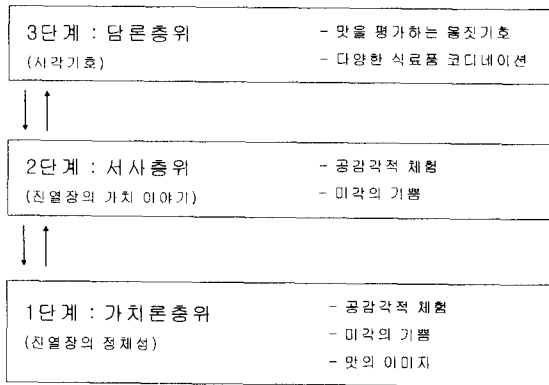 3단계 : 담론층위
(시각기호)
- 맛을 평가하는 몸짓기호
- 다양한 식료품 코디네이션
2단계 : 서사층위
(진열장의 가치 이야기)
- 공감각적 체험
- 미각의 기쁨
1단계 : 가치론층위
(진열장의 정체성)
- 공감각적 체험
- 미각의 기쁨
- 맛의 이미지